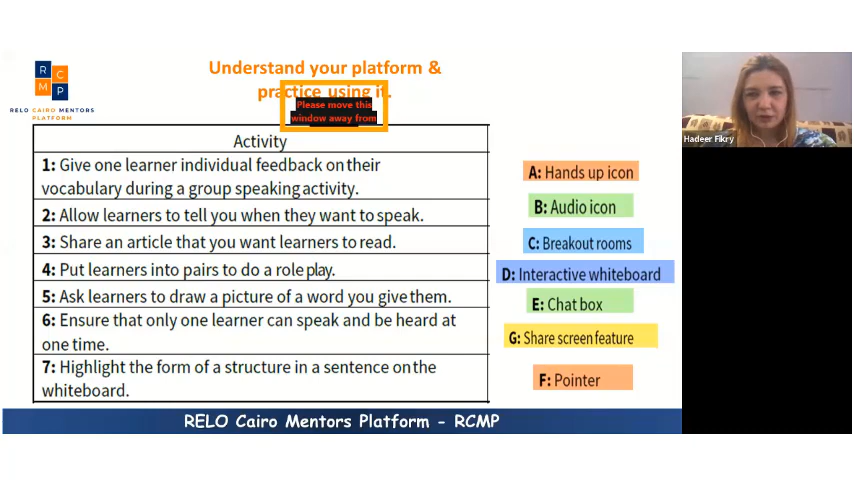 Understand your platform &
practice using it.
Please move this
window away from
R
C
M
P
RELO CAIRO MENTORS
PLATFORM
Activity
1: Give one learner individual feedback on their
vocabulary during a group speaking activity.
2: Allow learners to tell you when they want to speak.
3: Share an article that you want learners to read.
4: Put learners into pairs to do a role play.
5: Ask learners to draw a picture of a word you give them.
6: Ensure that only one learner can speak and be heard at
one time.
7: Highlight the form of a structure in a sentence on the
whiteboard.
A: Hands up icon
B: Audio icon
C: Breakout rooms
D: Interactive whiteboard
E: Chat box
G: Share screen feature
F: Pointer
Hadeer Fikry
RELO Cairo Mentors Platform - RCMP